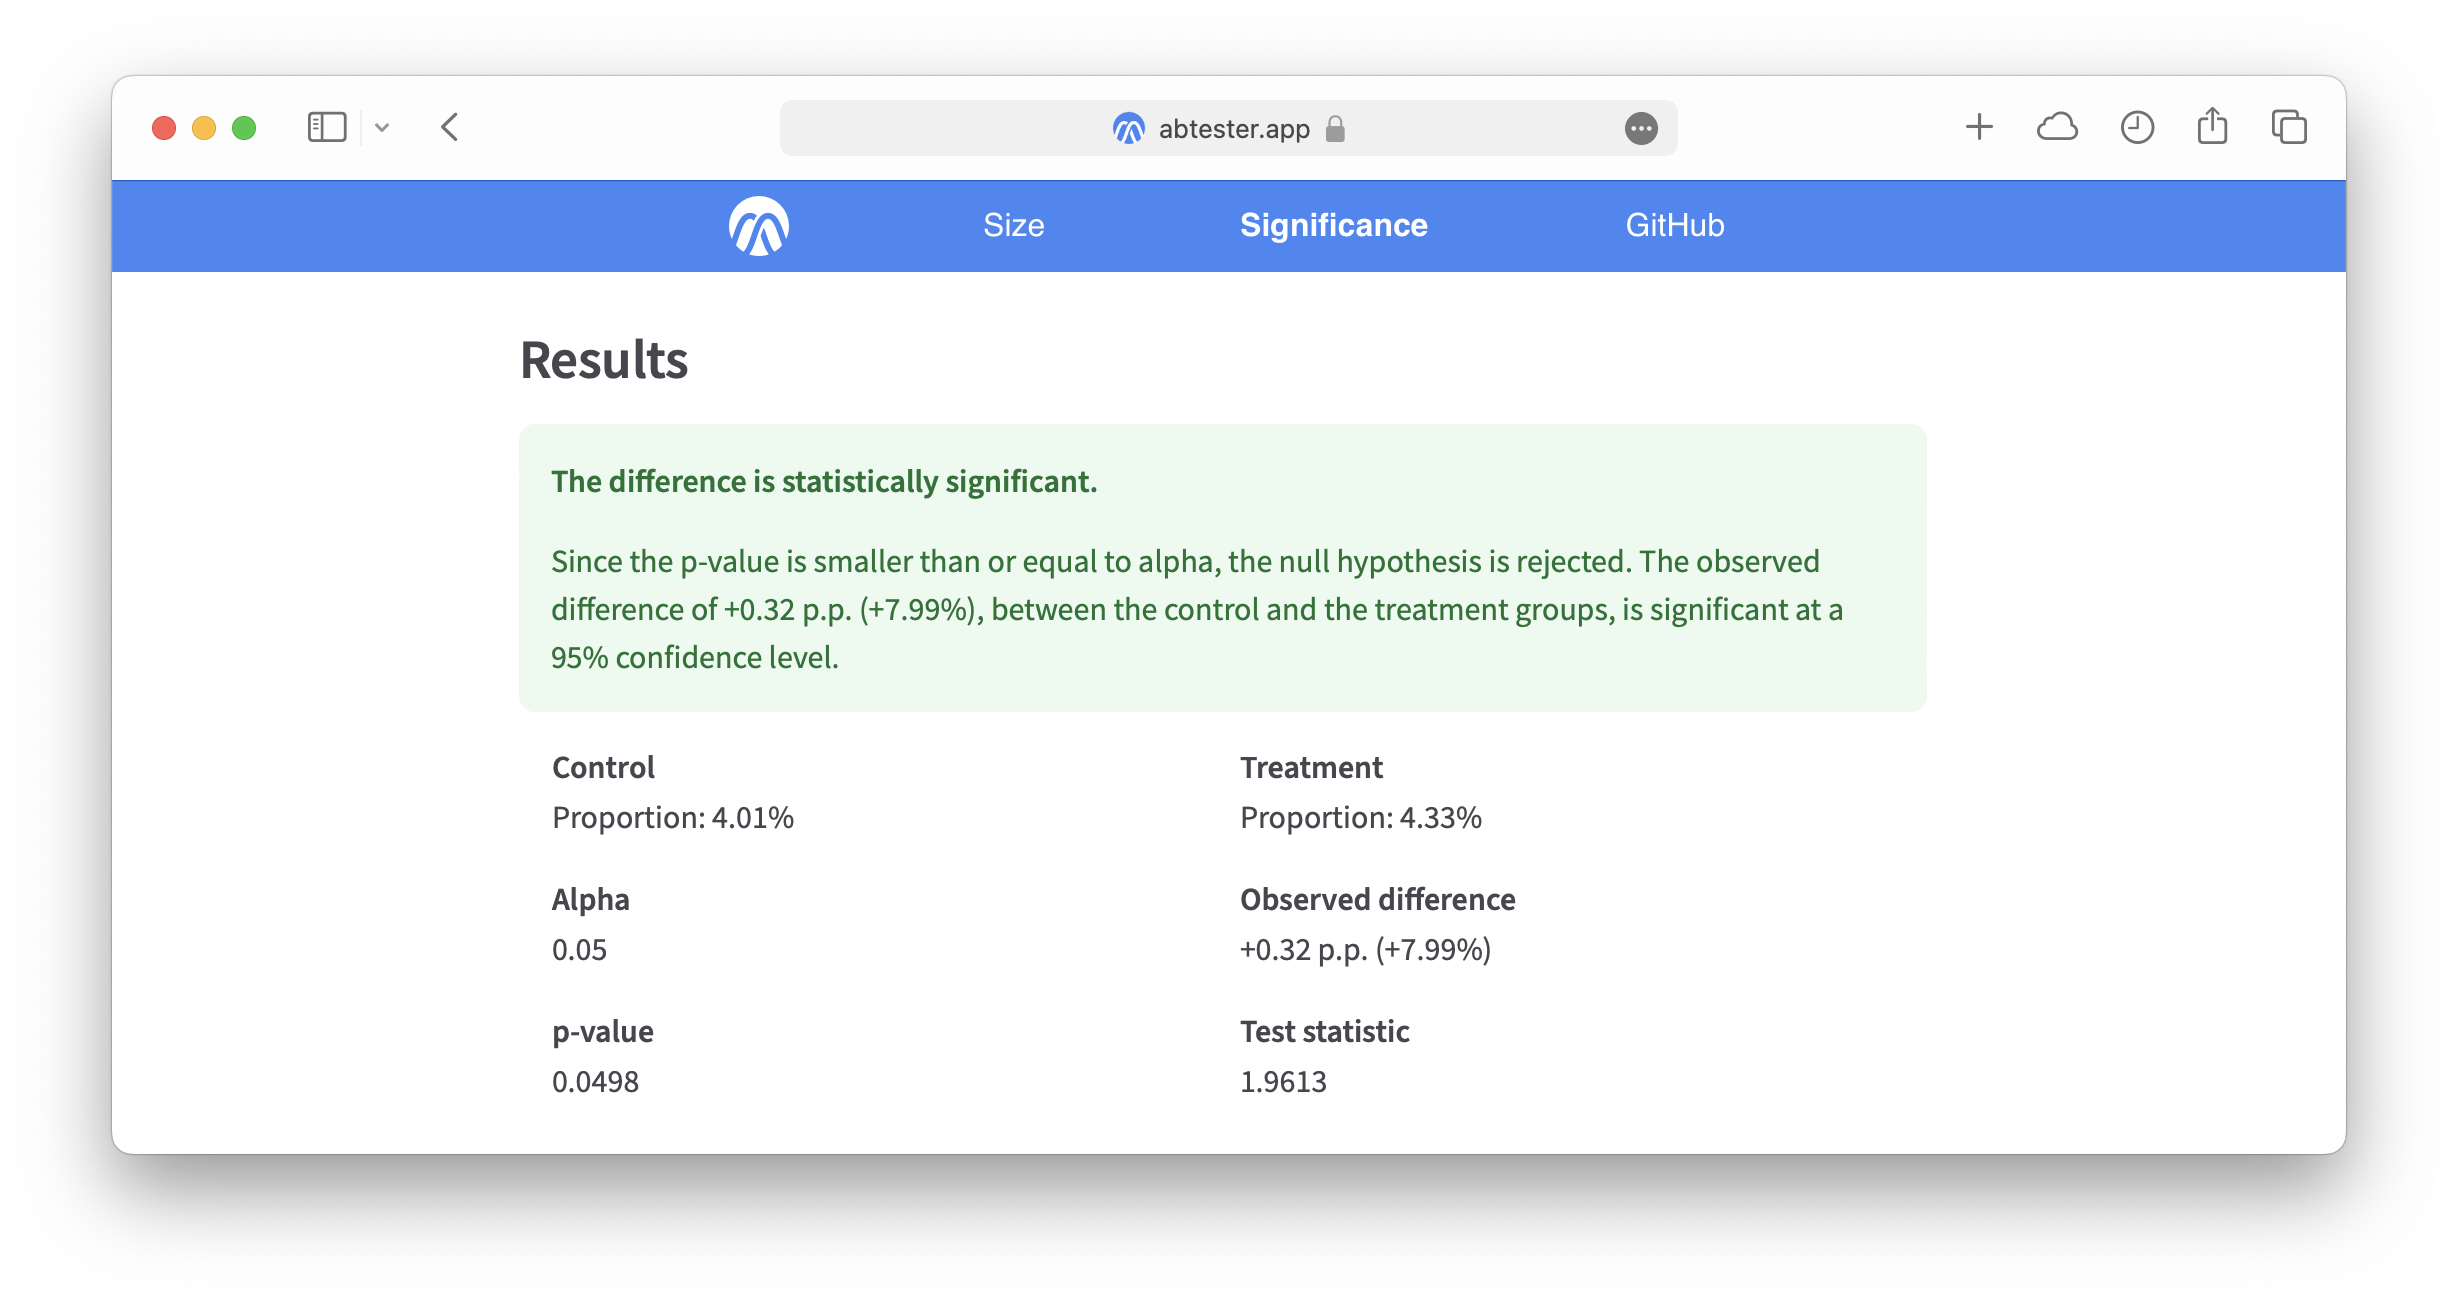 abtester.app
Size
Significance
GitHub
Results
The difference is statistically significant.
Since the p-value is smaller than or equal to alpha, the null hypothesis is rejected. The observed
difference of +0.32 p.p. (+7.99%), between the control and the treatment groups, is significant at a
95% confidence level.
Control
Proportion: 4.01%
Treatment
Proportion: 4.33%
Alpha
0.05
Observed difference
+0.32 p.p. (+7.99%)
p-value
0.0498
Test statistic
1.9613